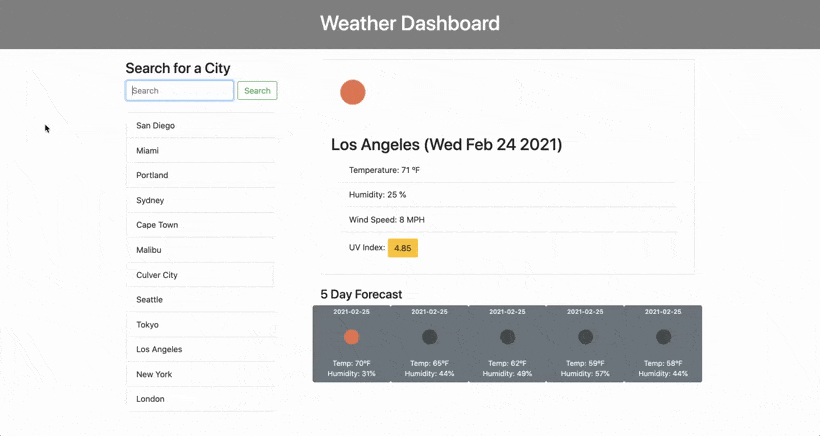 Weather Dashboard
Search for a City
Search Search
San Diego
Miami
Portland
Sydney
Cape Town
Malibu
Culver City
Seattle
Tokyo
Los Angeles
New York
London
Los Angeles (Wed Feb 24 2021)
Temperature: 71 °F
Humidity: 25 %
Wind Speed: 8 MPH
UV Index: 4.85
5 Day Forecast
2021-02-25 2021-02-25 2021-02-25 2021-02-25 2021-02-25
Temp: 70°F Temp: 65°F Temp: 62°F Temp: 59°F Temp: 58°F
Humidity: 31% Humidity: 44% Humidity: 49% Humidity: 57% Humidity: 44%